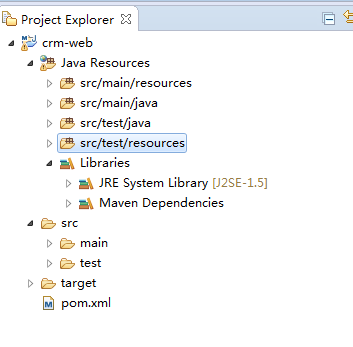 Project Explorer
crm-web
Java Resources
src/main/resources
src/main/java
src/test/java
src/test/resources
Libraries
JRE System Library [J2SE-1.5]
Maven Dependencies
src
main
test
target
pom.xml